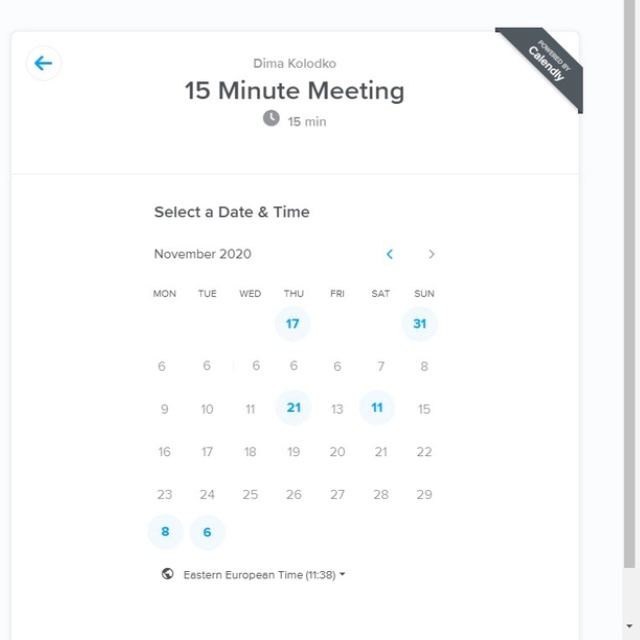 POWERED BY
Calendly
Dima Kolodko
15 Minute Meeting
15 min
Select a Date & Time
November 2020
MON TUE WED THU FRI SAT SUN
17 31
6 6 6 6 6 7 8
9 10 11 21 13 11 15
16 17 18 19 20 21 22
23 24 25 26 27 28 29
8 6
Eastern European Time (11:38)